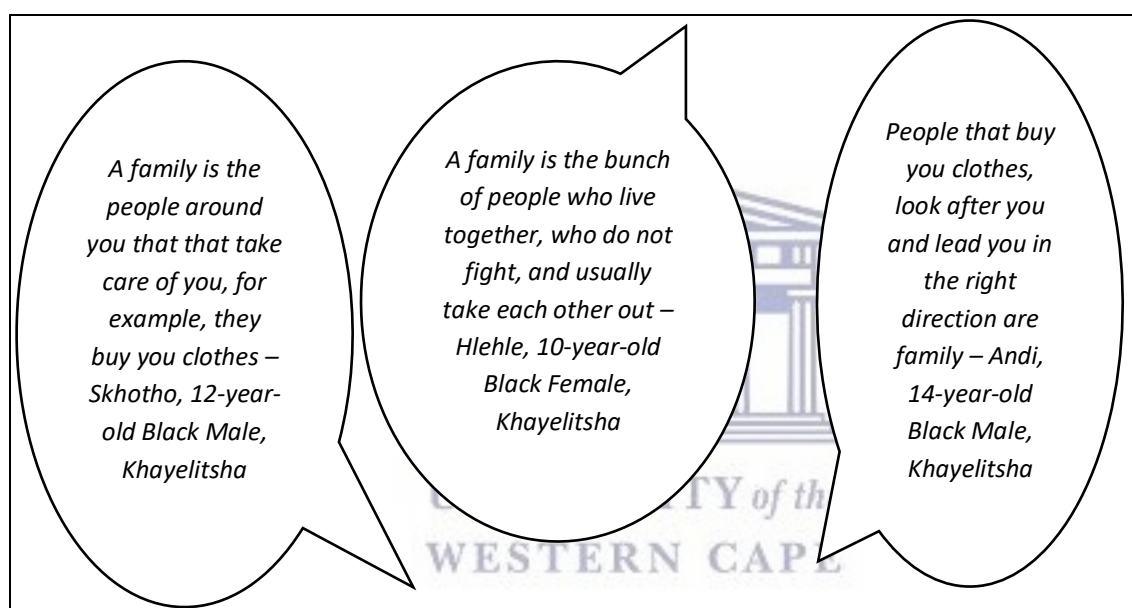 A family is the
people around
you that that take
care of you, for
example, they
buy you clothes –
Skhotho, 12-year-
old Black Male,
Khayelitsha
A family is the bunch
of people who live
together, who do not
fight, and usually
take each other out –
Hlehle, 10-year-old
Black Female,
Khayelitsha
People that buy
you clothes,
look after you
and lead you in
the right
direction are
family – Andi,
14-year-old
Black Male,
Khayelitsha
of the
WESTERN CAPE